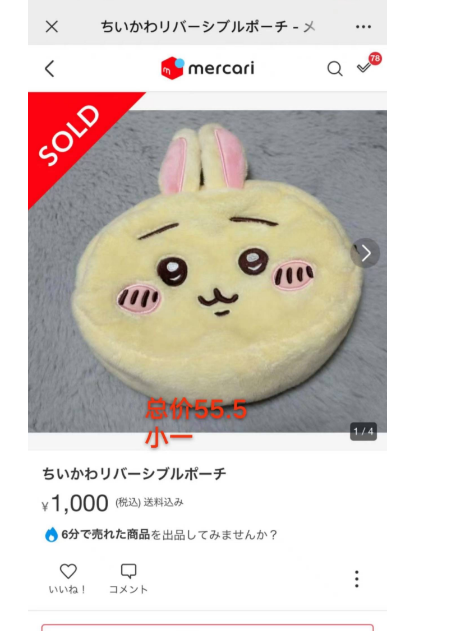 ちいかわリバーシブルポーチ - メ
mercari
78
SOLD
总价55.5
小一
1 / 4
ちいかわリバーシブルポーチ
¥1,000 (税込) 送料込み
6分で売れた商品を出品してみませんか？
いいね！ コメント